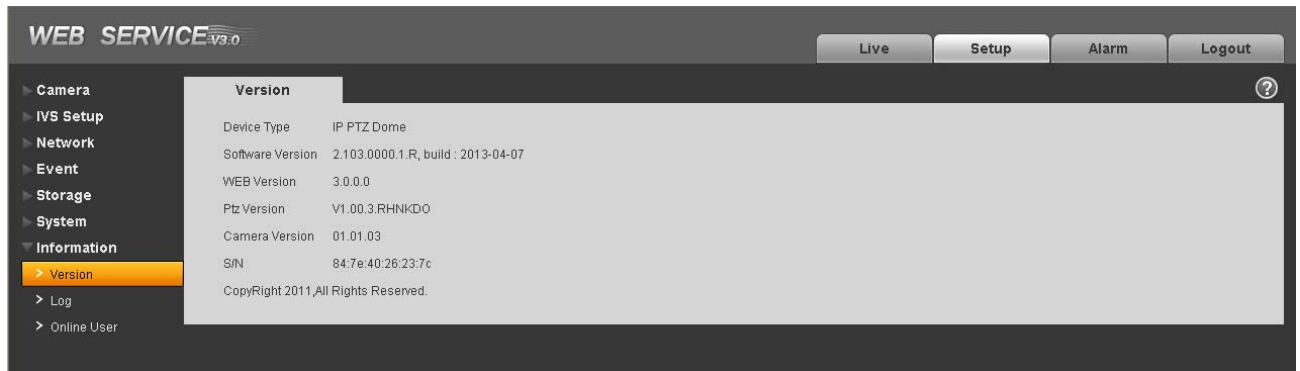 WEB SERVICE V3.0
Live Setup Alarm Logout
Camera
IVS Setup
Network
Event
Storage
System
Information
> Version
> Log
> Online User
Version
?
Device Type IP PTZ Dome
Software Version 2.103.0000.1.R, build : 2013-04-07
WEB Version 3.0.0.0
Ptz Version V1.00.3.RHNKDO
Camera Version 01.01.03
S/N 84:7e:40:26:23:7c
CopyRight 2011,All Rights Reserved.